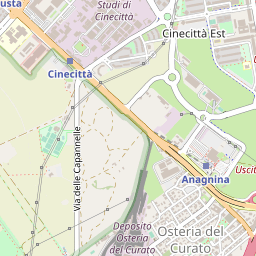 usta
Studi di
Cinecittà
Cinecittà Est
Cinecittà
Via delle Capannelle
Anagnina
Uscit
Deposito
Osteria
del Curato
Osteria del
Curato